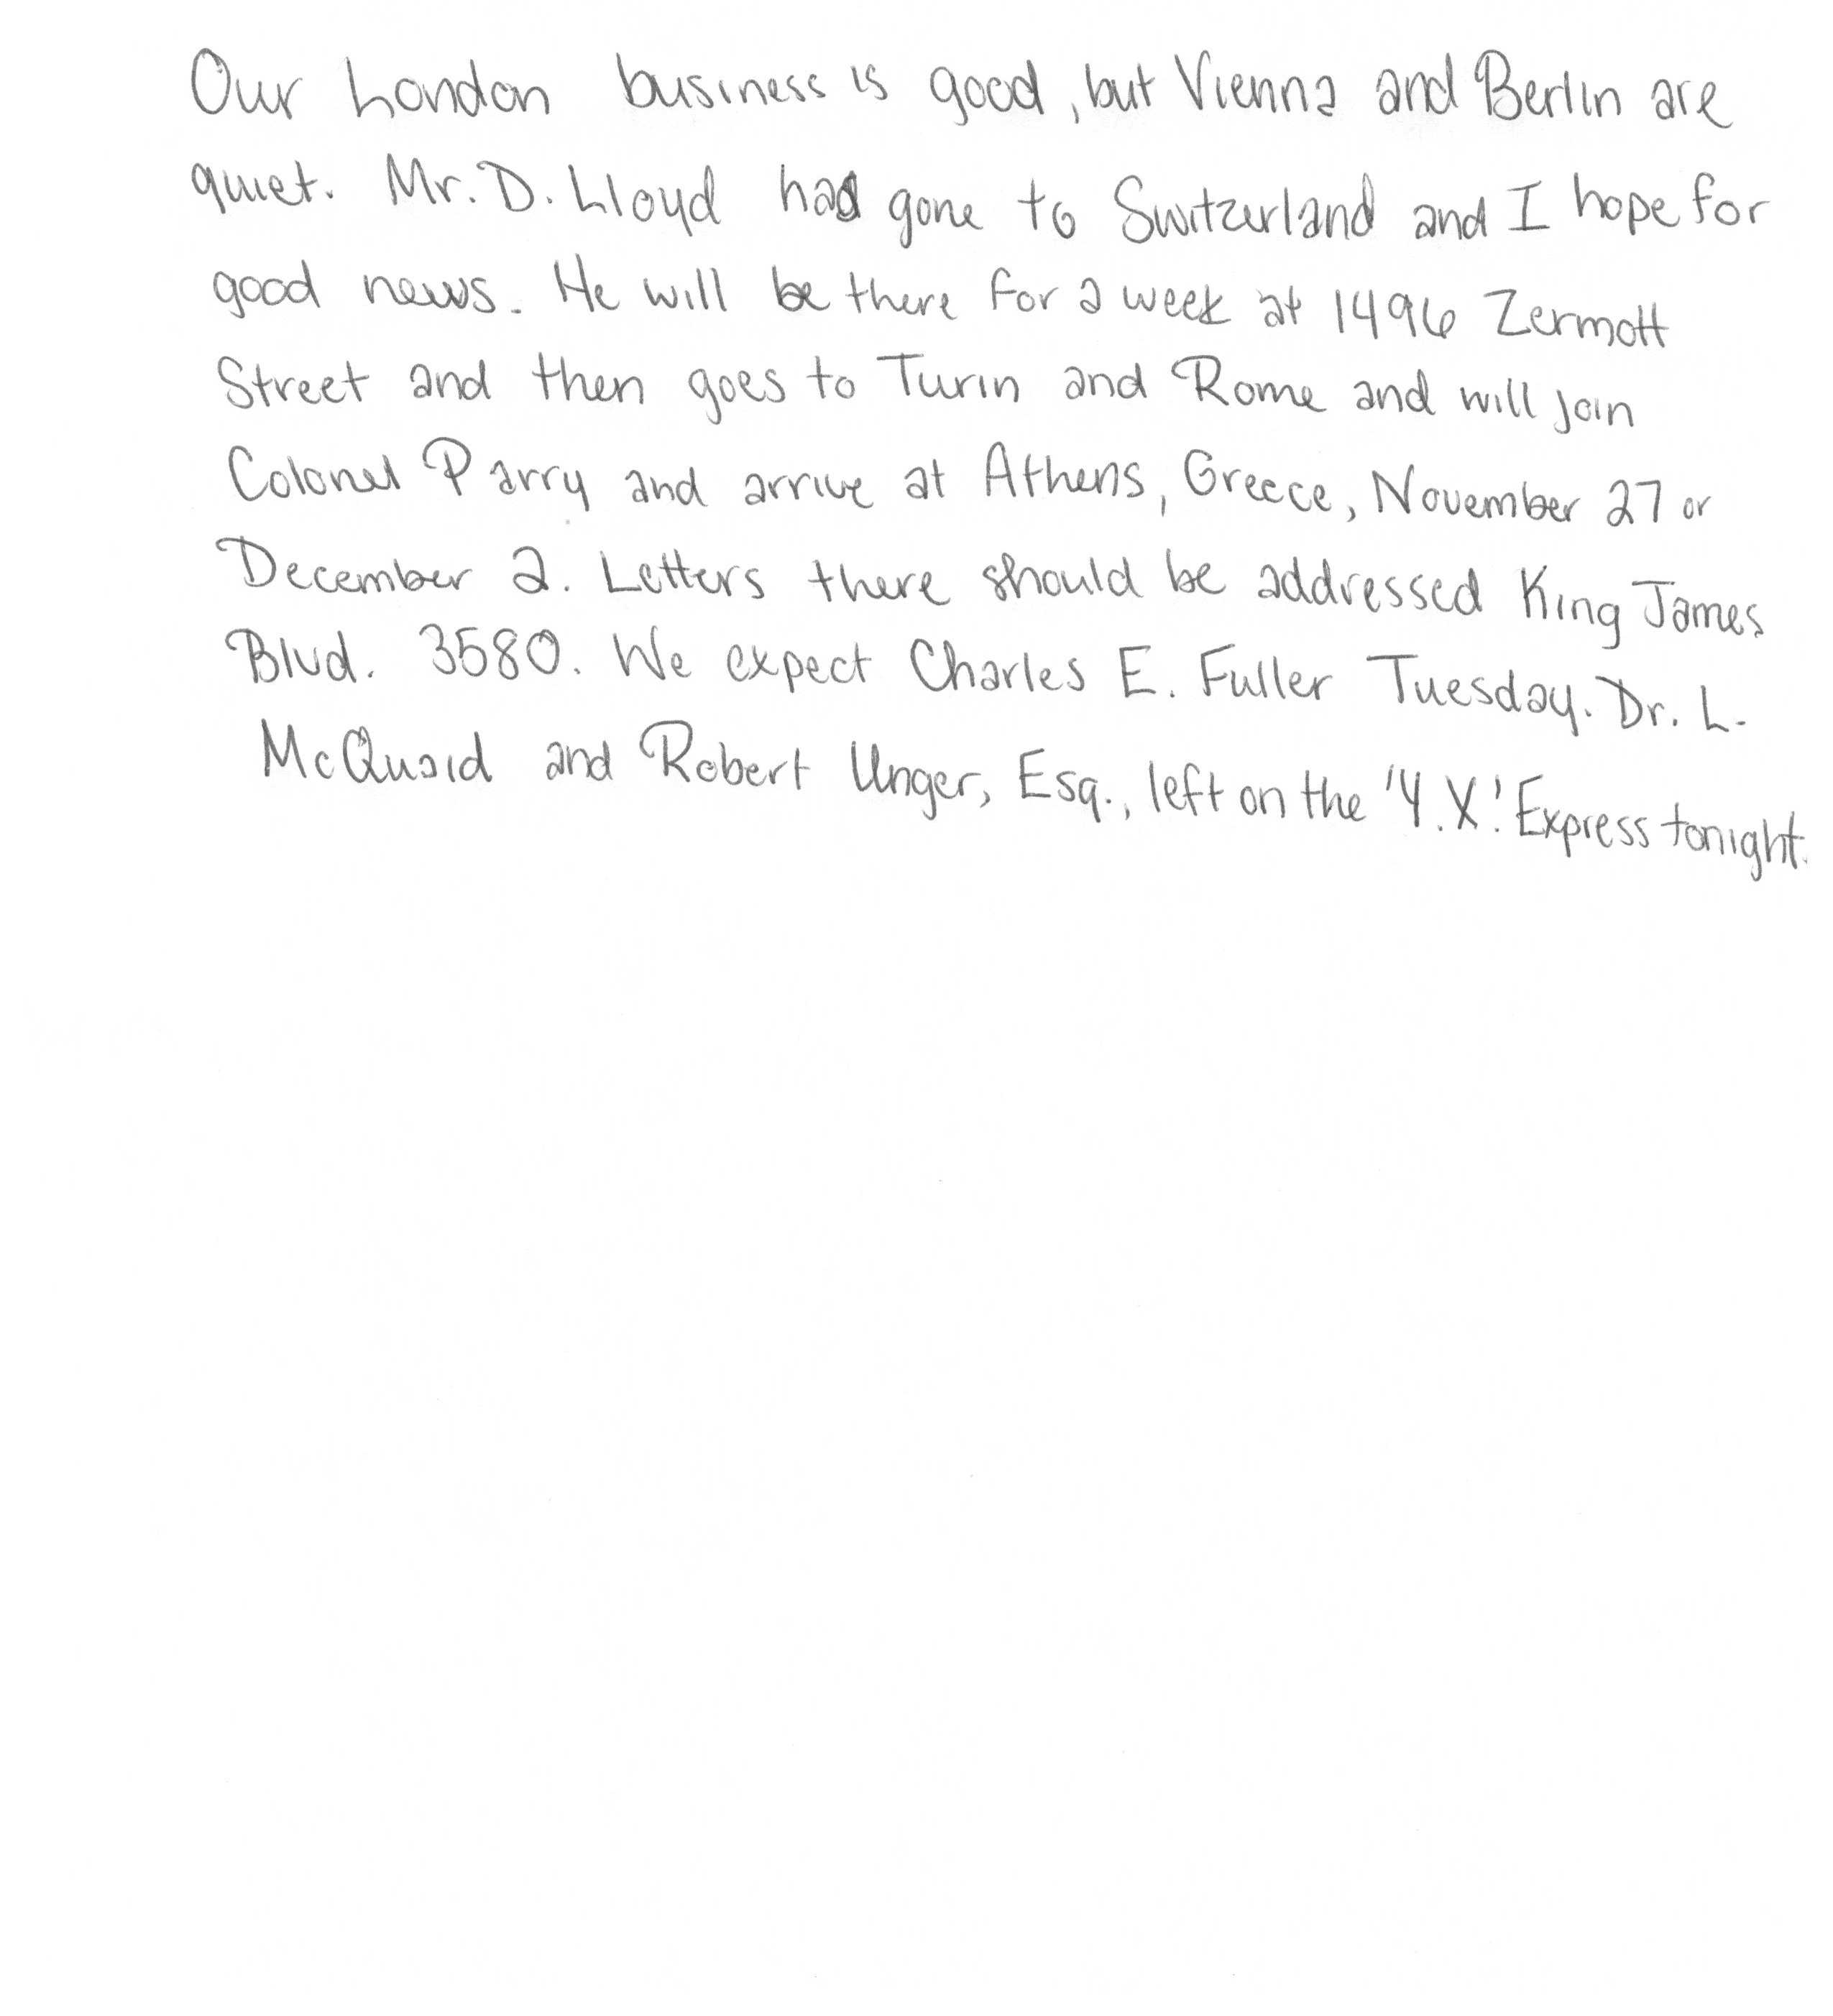 Our London business is good, but Vienna and Berlin are
quiet. Mr. D. Lloyd had gone to Switzerland and I hope for
good news. He will be there for a week at 1496 Zermott
Street and then goes to Turin and Rome and will join
Colonel Parry and arrive at Athens, Greece, November 27 or
December 2. Letters there should be addressed King James
Blvd. 3580. We expect Charles E. Fuller Tuesday. Dr. L.
McQuaid and Robert Unger, Esq., left on the 'Y.X.' Express tonight.